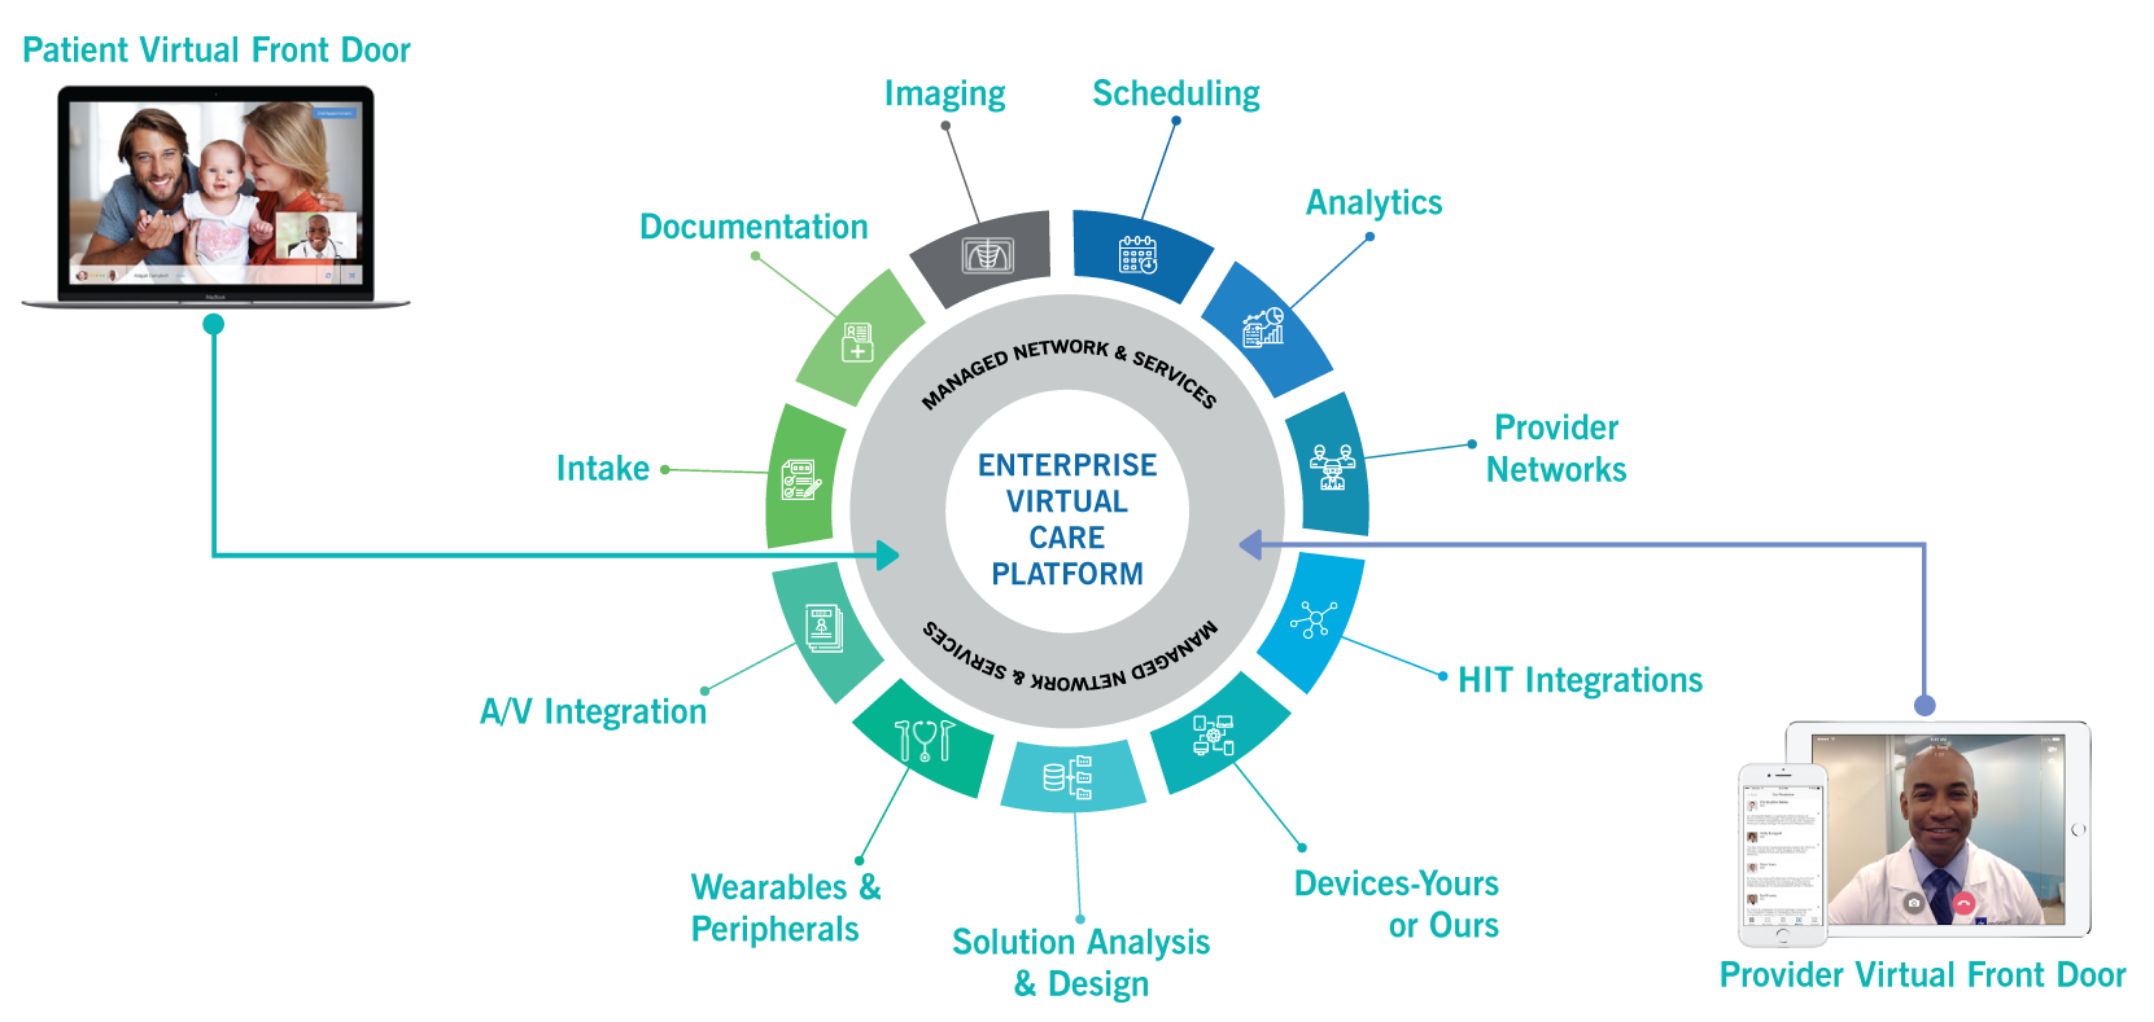 Patient Virtual Front Door
MacBook
Imaging
Scheduling
Analytics
Documentation
Provider
Networks
Intake
MANAGED NETWORK & SERVICES
ENTERPRISE
VIRTUAL
CARE
PLATFORM
MANAGED NETWORK & SERVICES
HIT Integrations
A/V Integration
Wearables &
Peripherals
Solution Analysis
& Design
Devices-Yours
or Ours
Provider Virtual Front Door